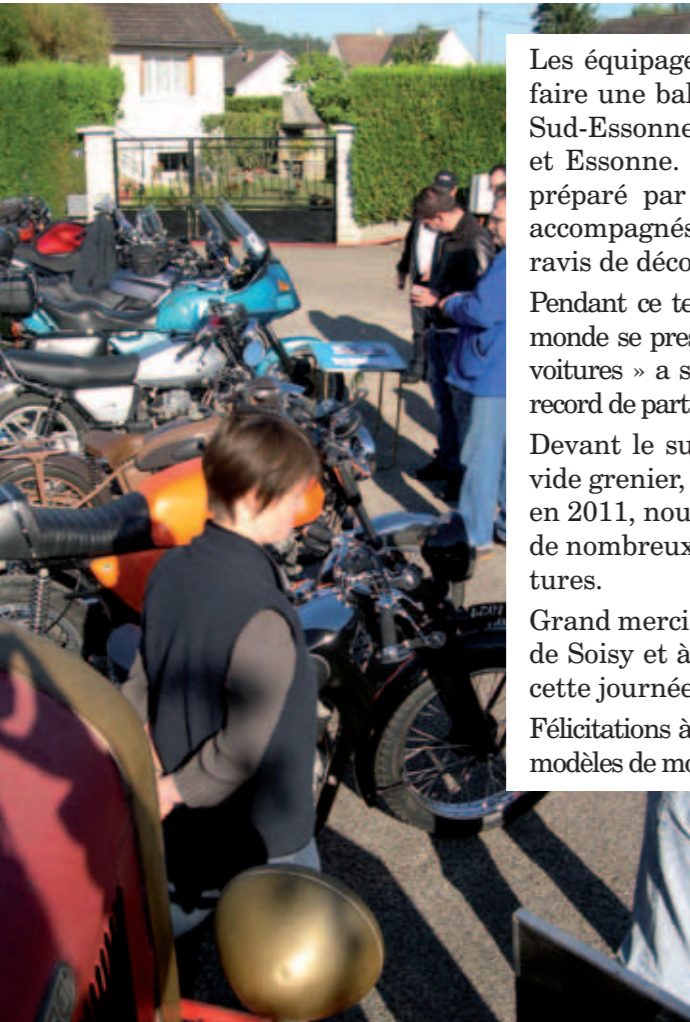 Les équipage
faire une bal
Sud-Essonne
et Essonne.
préparé par
accompagnés
ravis de déco
Pendant ce te
monde se pres
voitures » a s
record de part
Devant le su
vide grenier,
en 2011, nou
de nombreux
tures.
Grand merci
de Soisy et à
cette journée
Félicitations à
modèles de mo